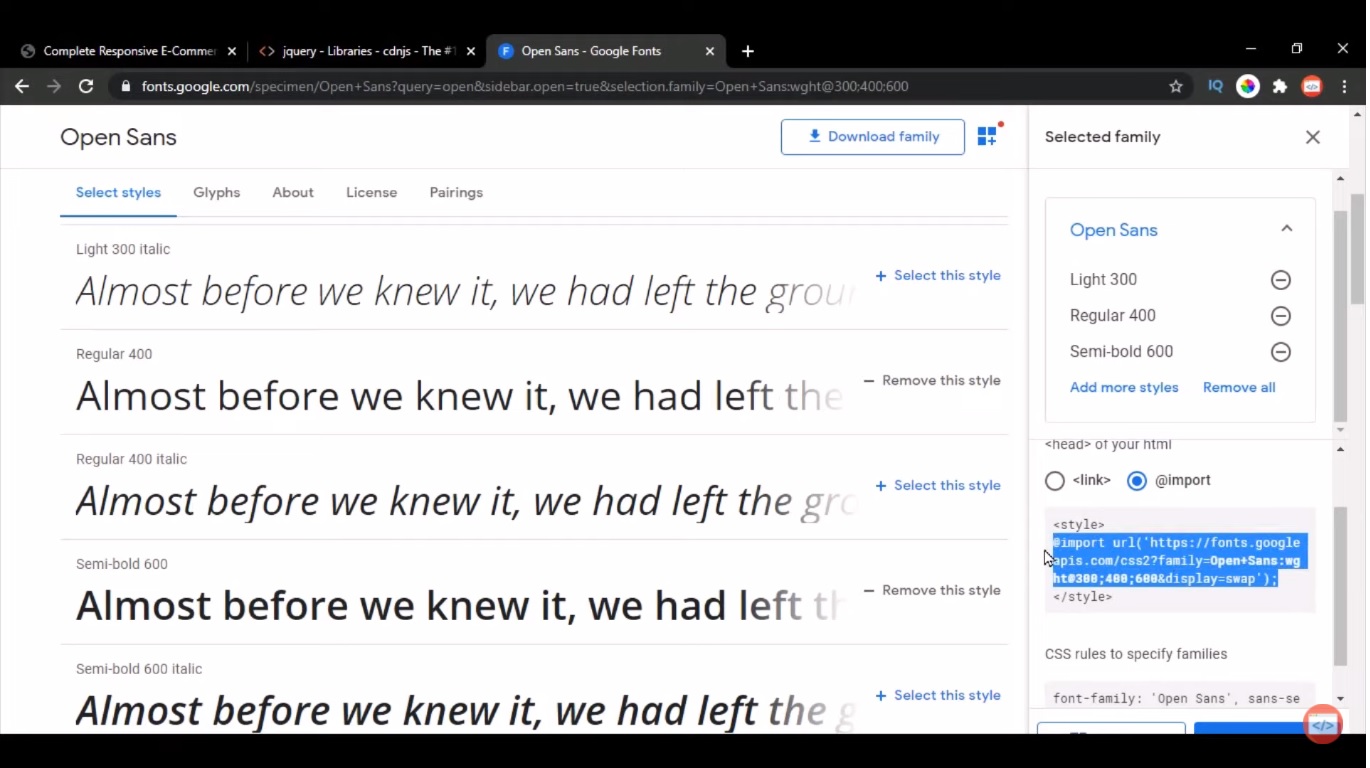 Complete Responsive E-Commer
jquery - Libraries - cdnjs - The #1
Open Sans - Google Fonts
fonts.google.com/specimen/Open+Sans?query=open&sidebar.open=true&selection.family=Open+Sans:wght@300;400;600
IQ
Open Sans
Download family
Selected family
Select styles
Glyphs
About
License
Pairings
Light 300 italic
Almost before we knew it, we had left the groun
+ Select this style
Regular 400
Almost before we knew it, we had left the
− Remove this style
Regular 400 italic
Almost before we knew it, we had left the gro
+ Select this style
Semi-bold 600
Almost before we knew it, we had left th
− Remove this style
Semi-bold 600 italic
Almost before we knew it, we had left the g
+ Select this style
Open Sans
Light 300
Regular 400
Semi-bold 600
Add more styles
Remove all
<head> of your html
<link>
@import
<style>
@import url('https://fonts.google
apis.com/css2?family=Open+Sans:wg
ht@300;400;600&display=swap');
</style>
CSS rules to specify families
font-family: 'Open Sans', sans-se
</>